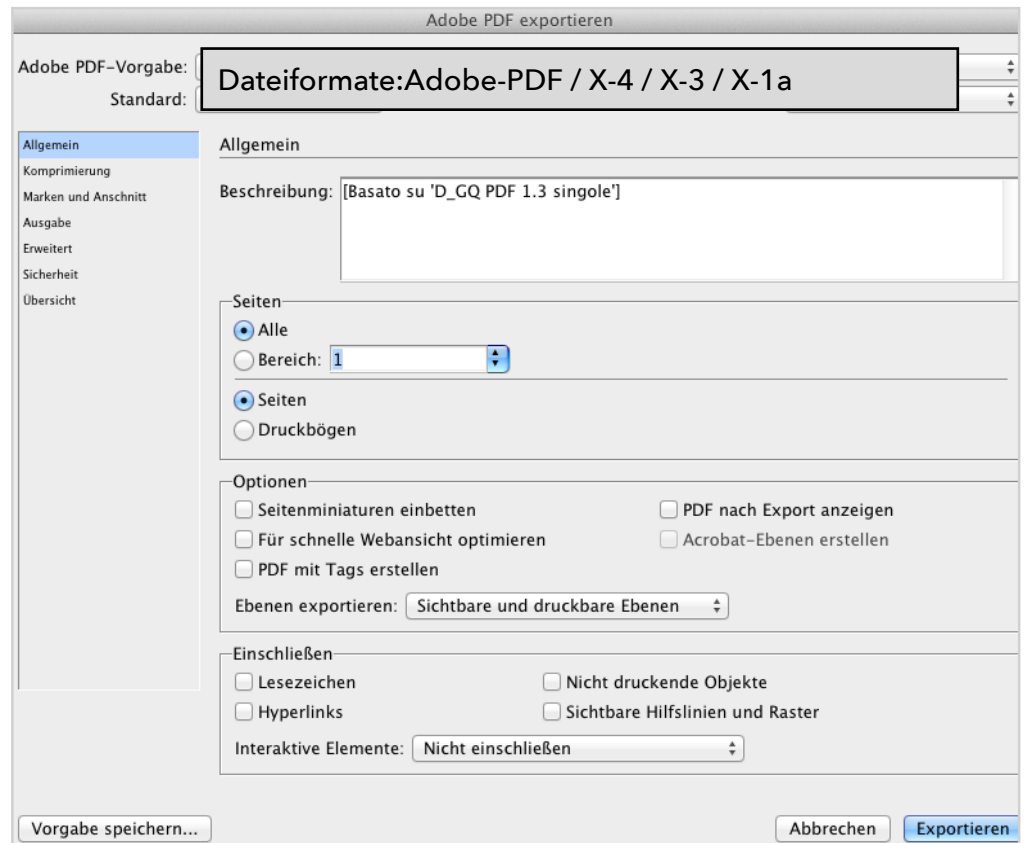 Adobe PDF exportieren
Adobe PDF-Vorgabe:
Dateiformate:Adobe-PDF / X-4 / X-3 / X-1a
Standard:
Allgemein
Komprimierung
Marken und Anschnitt
Ausgabe
Erweitert
Sicherheit
Übersicht
Allgemein
Beschreibung: [Basato su 'D_GQ PDF 1.3 singole']
Seiten
Alle
Bereich: 1
Seiten
Druckbögen
Optionen
Seitenminiaturen einbetten PDF nach Export anzeigen
Für schnelle Webansicht optimieren Acrobat-Ebenen erstellen
PDF mit Tags erstellen
Ebenen exportieren: Sichtbare und druckbare Ebenen
Einschließen
Lesezeichen Nicht druckende Objekte
Hyperlinks Sichtbare Hilfslinien und Raster
Interaktive Elemente: Nicht einschließen
Vorgabe speichern... Abbrechen Exportieren